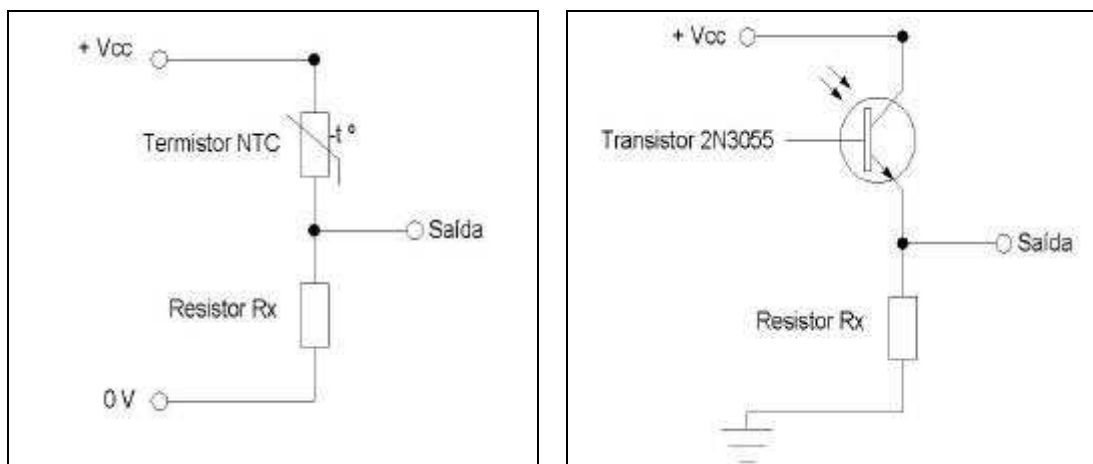 + Vcc
Termistor NTC
-t º
Saída
Resistor Rx
0 V
+ Vcc
Transistor 2N3055
Saída
Resistor Rx